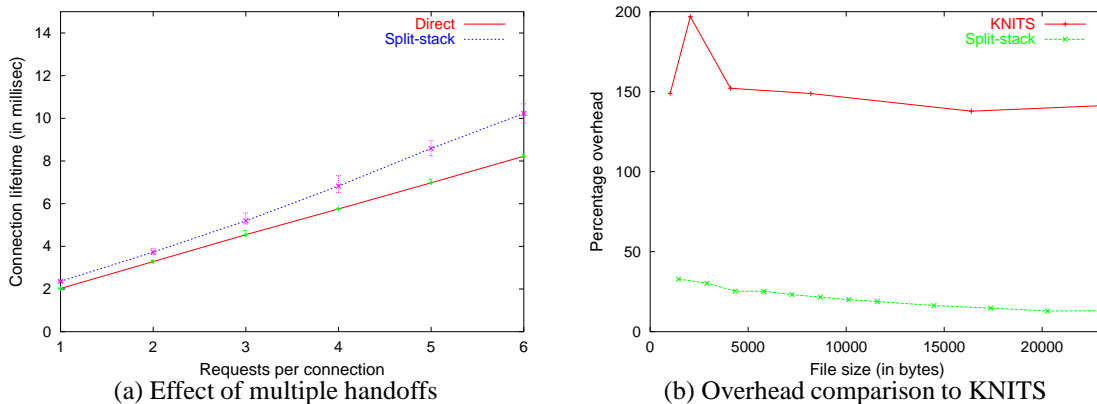 14
12
10
8
6
4
2
0
Connection lifetime (in millisec)
Direct
Split-stack
1 2 3 4 5 6
Requests per connection
(a) Effect of multiple handoffs
200
150
100
50
0
Percentage overhead
KNITS
Split-stack
0 5000 10000 15000 20000
File size (in bytes)
(b) Overhead comparison to KNITS